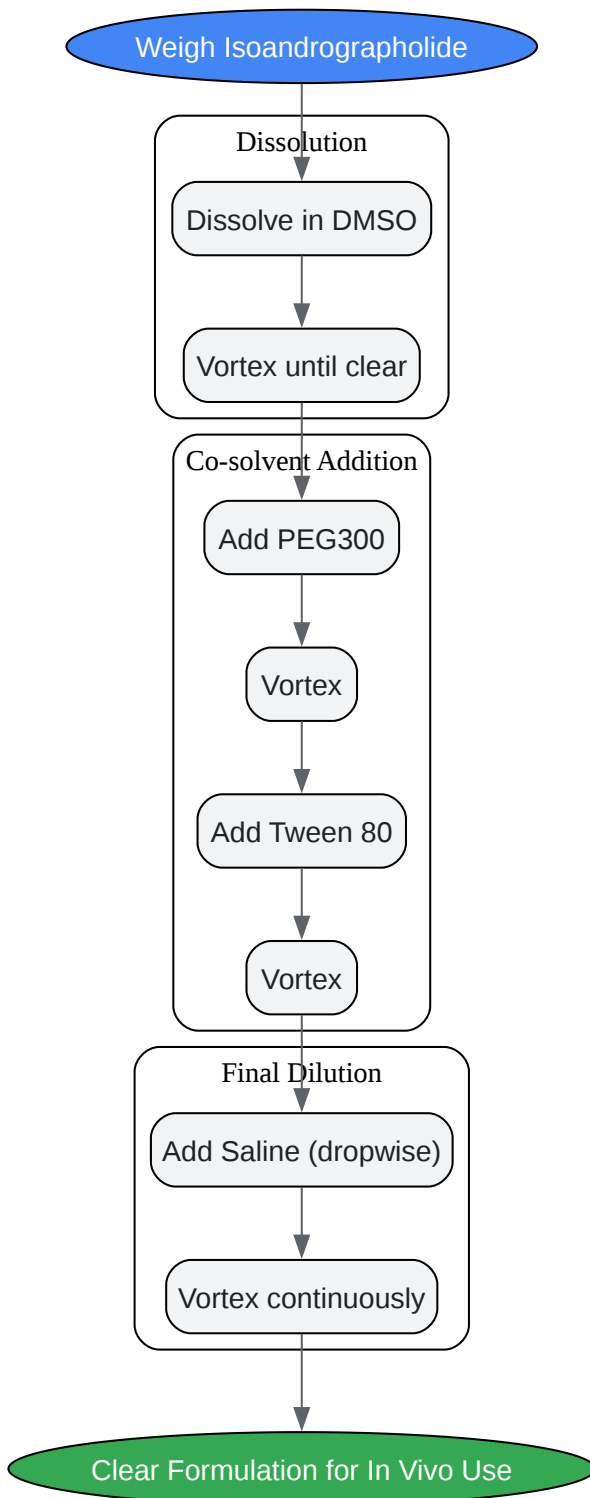 Weigh Isoandrographolide
Dissolution
Dissolve in DMSO
Vortex until clear
Co-solvent Addition
Add PEG300
Vortex
Add Tween 80
Vortex
Final Dilution
Add Saline (dropwise)
Vortex continuously
Clear Formulation for In Vivo Use